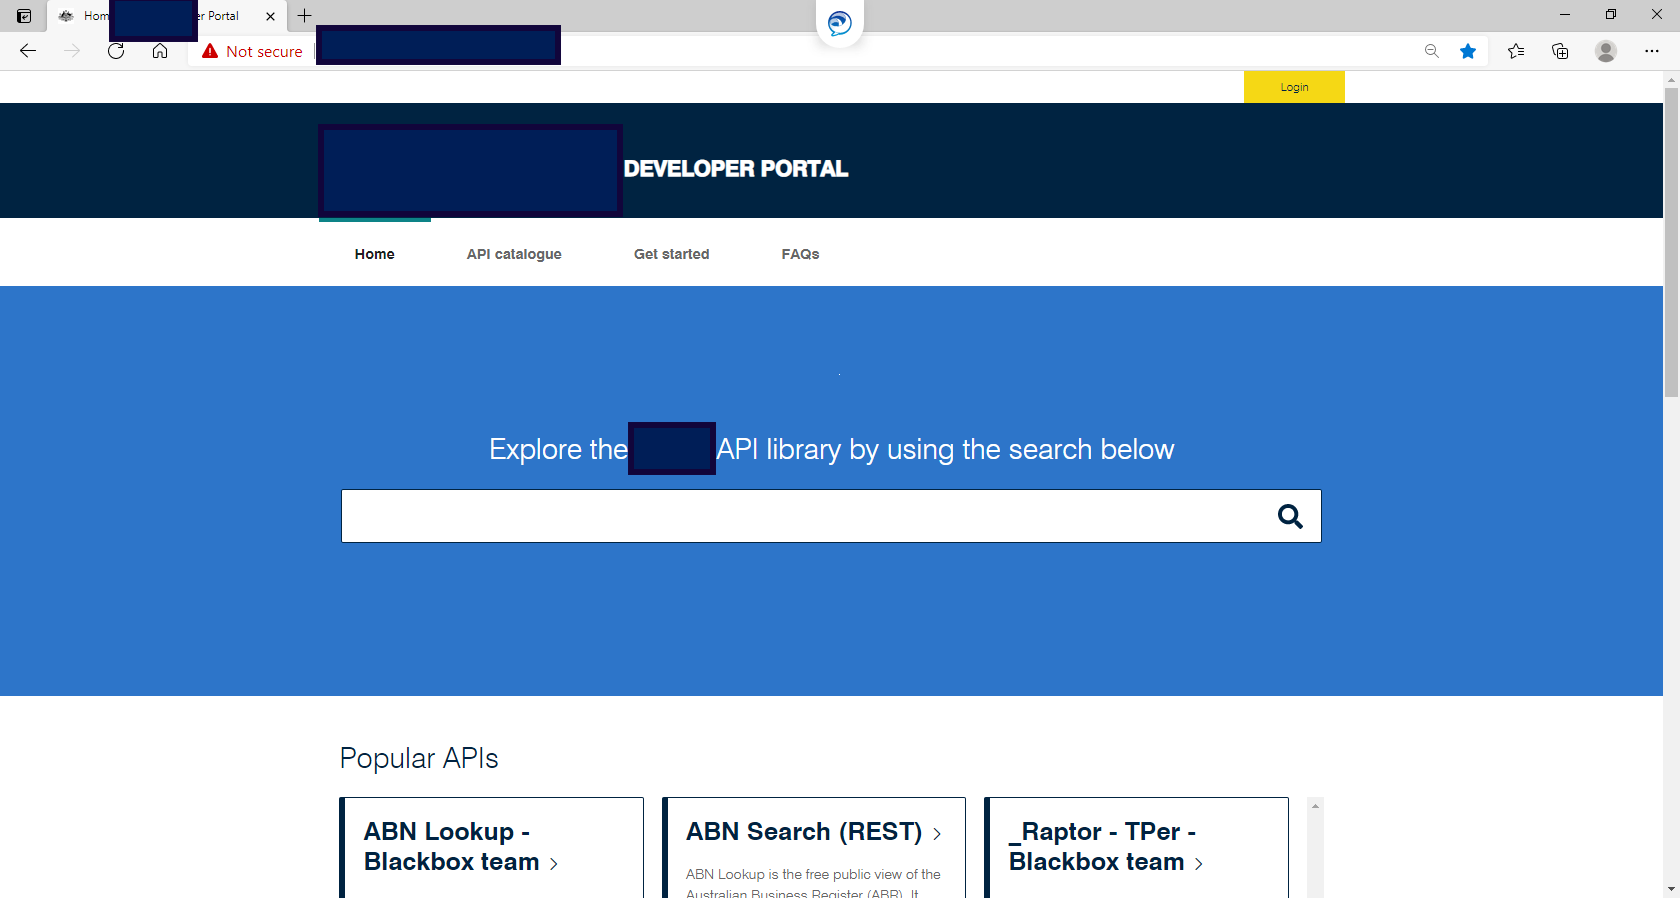 Hom
er Portal
Not secure
Login
DEVELOPER PORTAL
Home
API catalogue
Get started
FAQs
Explore the API library by using the search below
Popular APIs
ABN Lookup -
Blackbox team
ABN Search (REST)
ABN Lookup is the free public view of the
Australian Business Register (ABR). It
_Raptor - TPer -
Blackbox team